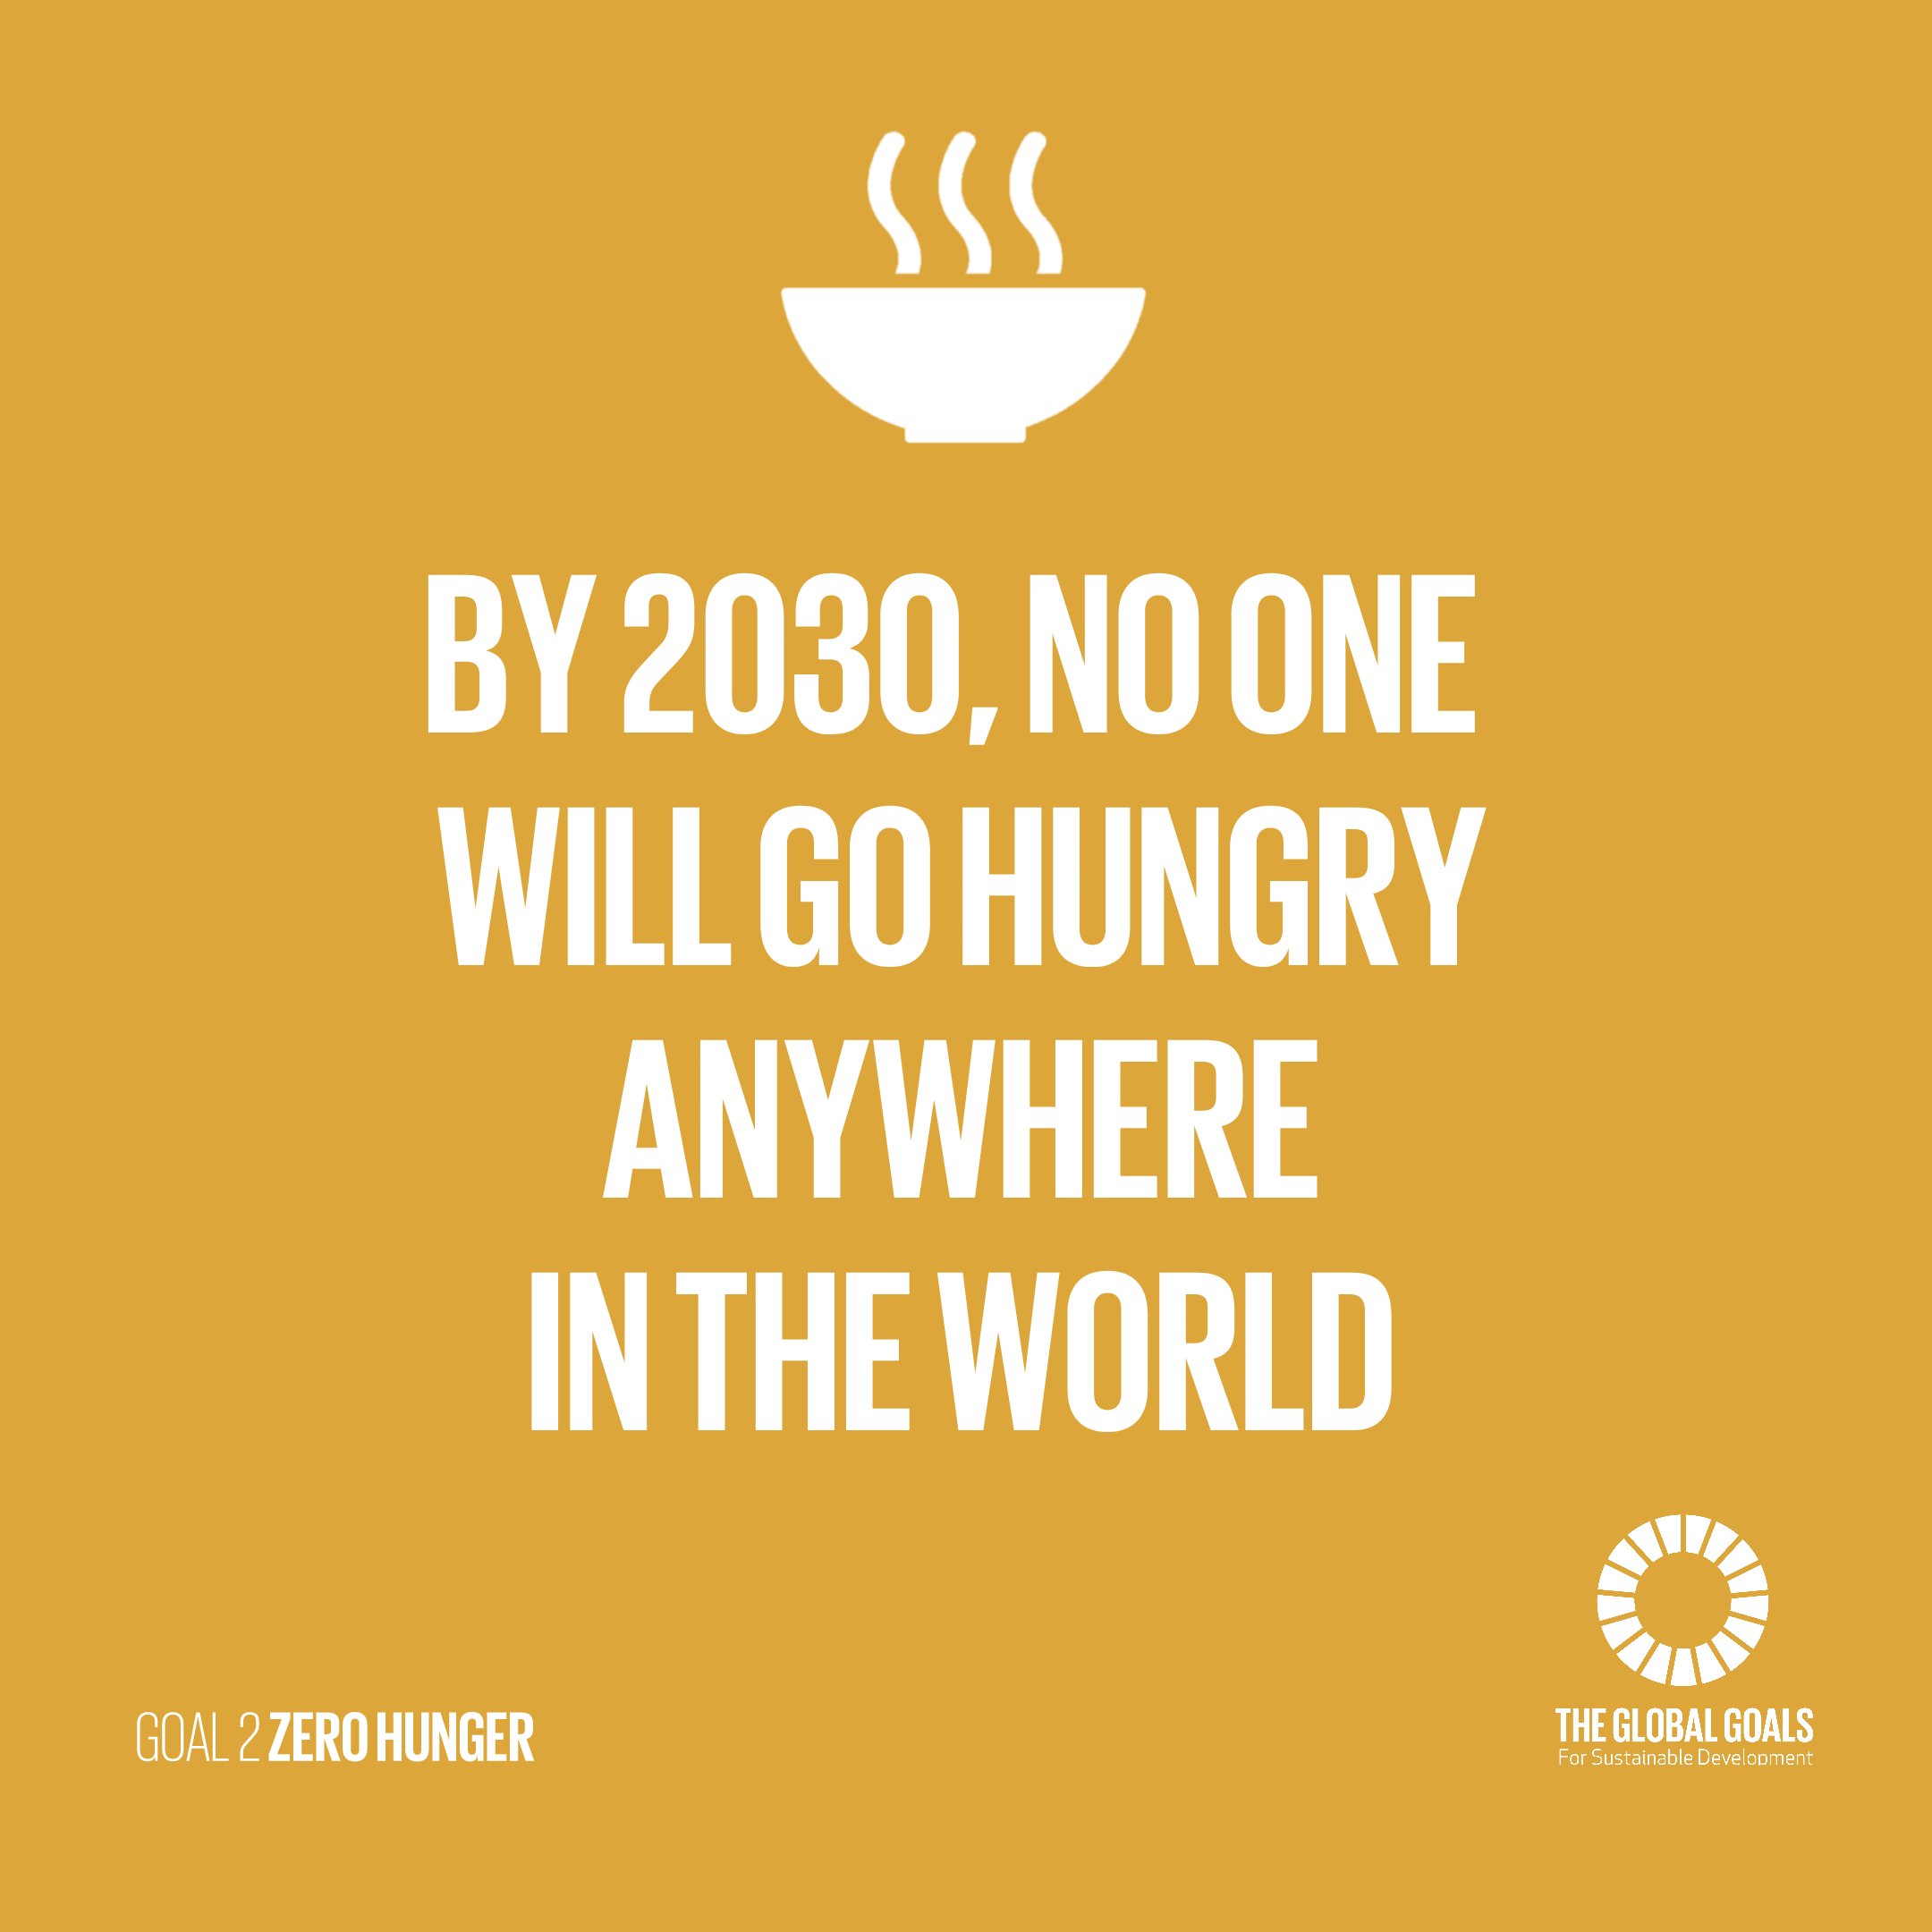 BY 2030, NO ONE
WILL GO HUNGRY
ANYWHERE
IN THE WORLD
GOAL 2 ZERO HUNGER
THE GLOBAL GOALS
For Sustainable Development